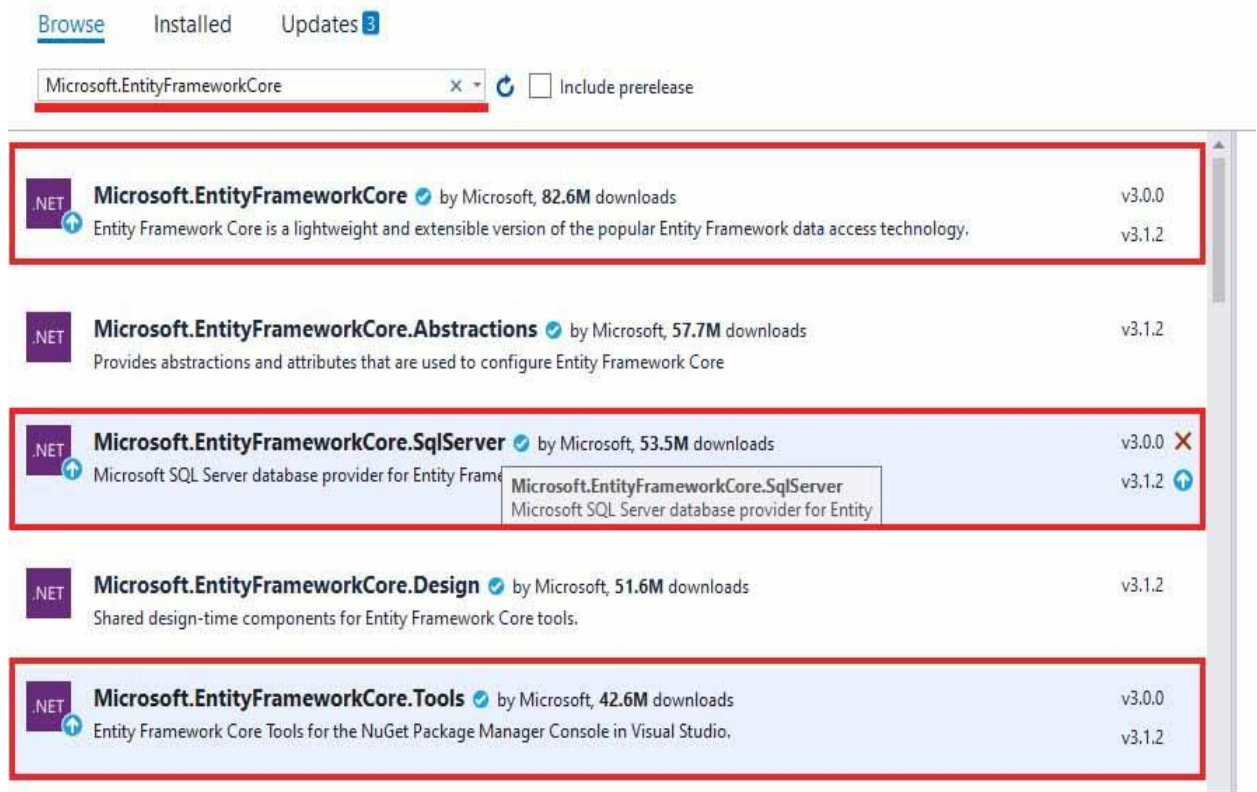 Browse Installed Updates 3
Microsoft.EntityFrameworkCore Include prerelease
.NET Microsoft.EntityFrameworkCore by Microsoft, 82.6M downloads v3.0.0
Entity Framework Core is a lightweight and extensible version of the popular Entity Framework data access technology. v3.1.2
.NET Microsoft.EntityFrameworkCore.Abstractions by Microsoft, 57.7M downloads v3.1.2
Provides abstractions and attributes that are used to configure Entity Framework Core
.NET Microsoft.EntityFrameworkCore.SqlServer by Microsoft, 53.5M downloads v3.0.0
Microsoft SQL Server database provider for Entity Frame v3.1.2
Microsoft.EntityFrameworkCore.SqlServer
Microsoft SQL Server database provider for Entity
.NET Microsoft.EntityFrameworkCore.Design by Microsoft, 51.6M downloads v3.1.2
Shared design-time components for Entity Framework Core tools.
.NET Microsoft.EntityFrameworkCore.Tools by Microsoft, 42.6M downloads v3.0.0
Entity Framework Core Tools for the NuGet Package Manager Console in Visual Studio. v3.1.2